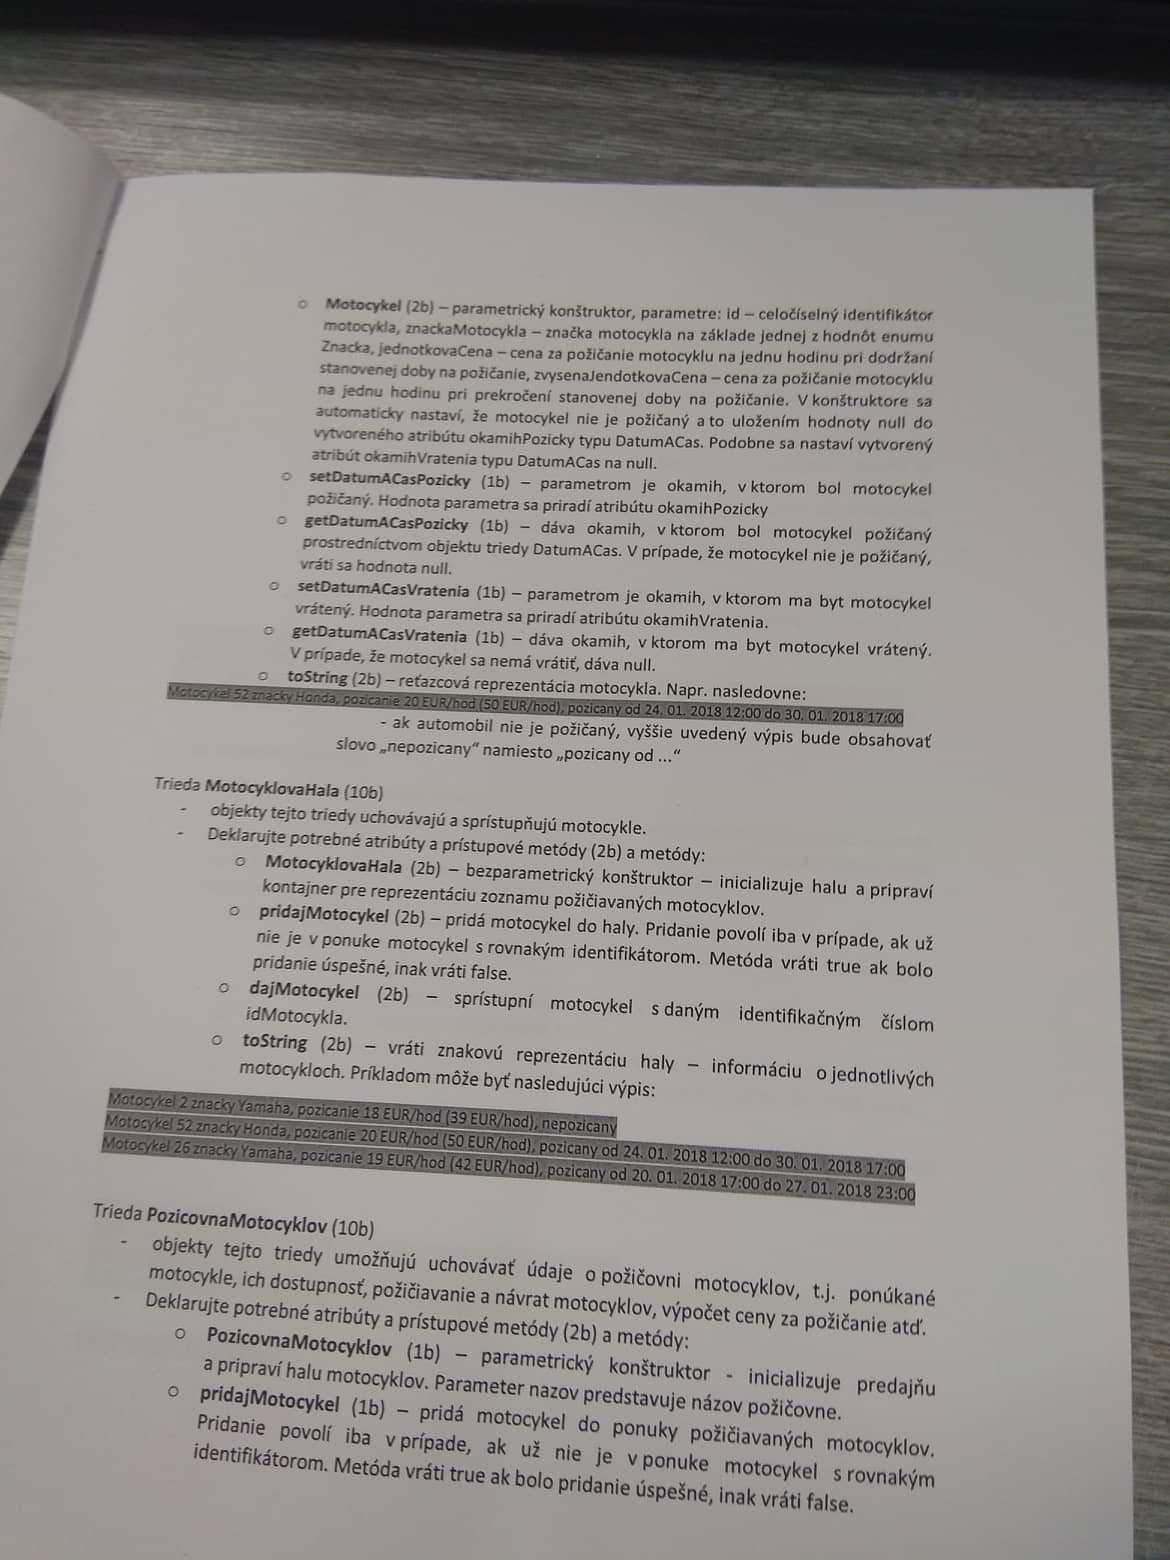 ○ Motocykel (2b) – parametrický konštruktor, parametre: id – celočíselný identifikátor
motocykla, znackaMotocykla – značka motocykla na základe jednej z hodnôt enumu
Znacka, jednotkovaCena – cena za požičanie motocyklu na jednu hodinu pri dodržaní
stanovenej doby na požičanie, zvysenaJendotkovaCena – cena za požičanie motocyklu
na jednu hodinu pri prekročení stanovenej doby na požičanie. V konštruktore sa
automaticky nastaví, že motocykel nie je požičaný a to uložením hodnoty null do
vytvoreného atribútu okamihPozicky typu DatumACas. Podobne sa nastaví vytvorený
atribút okamihVratenia typu DatumACas na null.
○ setDatumACasPozicky (1b) – parametrom je okamih, v ktorom bol motocykel
požičaný. Hodnota parametra sa priradí atribútu okamihPozicky
○ getDatumACasPozicky (1b) – dáva okamih, v ktorom bol motocykel požičaný
prostredníctvom objektu triedy DatumACas. V prípade, že motocykel nie je požičaný,
vráti sa hodnota null.
○ setDatumACasVratenia (1b) – parametrom je okamih, v ktorom ma byt motocykel
vrátený. Hodnota parametra sa priradí atribútu okamihVratenia.
○ getDatumACasVratenia (1b) – dáva okamih, v ktorom ma byt motocykel vrátený.
V prípade, že motocykel sa nemá vrátiť, dáva null.
○ toString (2b) – reťazcová reprezentácia motocykla. Napr. nasledovne:
Motocykel 52 znacky Honda, pozicanie 20 EUR/hod (50 EUR/hod), pozicany od 24. 01. 2018 12:00 do 30. 01. 2018 17:00
- ak automobil nie je požičaný, vyššie uvedený výpis bude obsahovať
slovo „nepozicany“ namiesto „pozicany od ...“
Trieda MotocyklovaHala (10b)
- objekty tejto triedy uchovávajú a sprístupňujú motocykle.
- Deklarujte potrebné atribúty a prístupové metódy (2b) a metódy:
○ MotocyklovaHala (2b) – bezparametrický konštruktor – inicializuje halu a pripraví
kontajner pre reprezentáciu zoznamu požičiavaných motocyklov.
○ pridajMotocykel (2b) – pridá motocykel do haly. Pridanie povolí iba v prípade, ak už
nie je v ponuke motocykel s rovnakým identifikátorom. Metóda vráti true ak bolo
pridanie úspešné, inak vráti false.
○ dajMotocykel (2b) – sprístupní motocykel s daným identifikačným číslom
idMotocykla.
○ toString (2b) – vráti znakovú reprezentáciu haly – informáciu o jednotlivých
motocykloch. Príkladom môže byť nasledujúci výpis:
Motocykel 2 znacky Yamaha, pozicanie 18 EUR/hod (39 EUR/hod), nepozicany
Motocykel 52 znacky Honda, pozicanie 20 EUR/hod (50 EUR/hod), pozicany od 24. 01. 2018 12:00 do 30. 01. 2018 17:00
Motocykel 26 znacky Yamaha, pozicanie 19 EUR/hod (42 EUR/hod), pozicany od 20. 01. 2018 17:00 do 27. 01. 2018 23:00
Trieda PozicovnaMotocyklov (10b)
- objekty tejto triedy umožňujú uchovávať údaje o požičovni motocyklov, t.j. ponúkané
motocykle, ich dostupnosť, požičiavanie a návrat motocyklov, výpočet ceny za požičanie atď.
- Deklarujte potrebné atribúty a prístupové metódy (2b) a metódy:
○ PozicovnaMotocyklov (1b) – parametrický konštruktor - inicializuje predajňu
a pripraví halu motocyklov. Parameter nazov predstavuje názov požičovne.
○ pridajMotocykel (1b) – pridá motocykel do ponuky požičiavaných motocyklov.
Pridanie povolí iba v prípade, ak už nie je v ponuke motocykel s rovnakým
identifikátorom. Metóda vráti true ak bolo pridanie úspešné, inak vráti false.